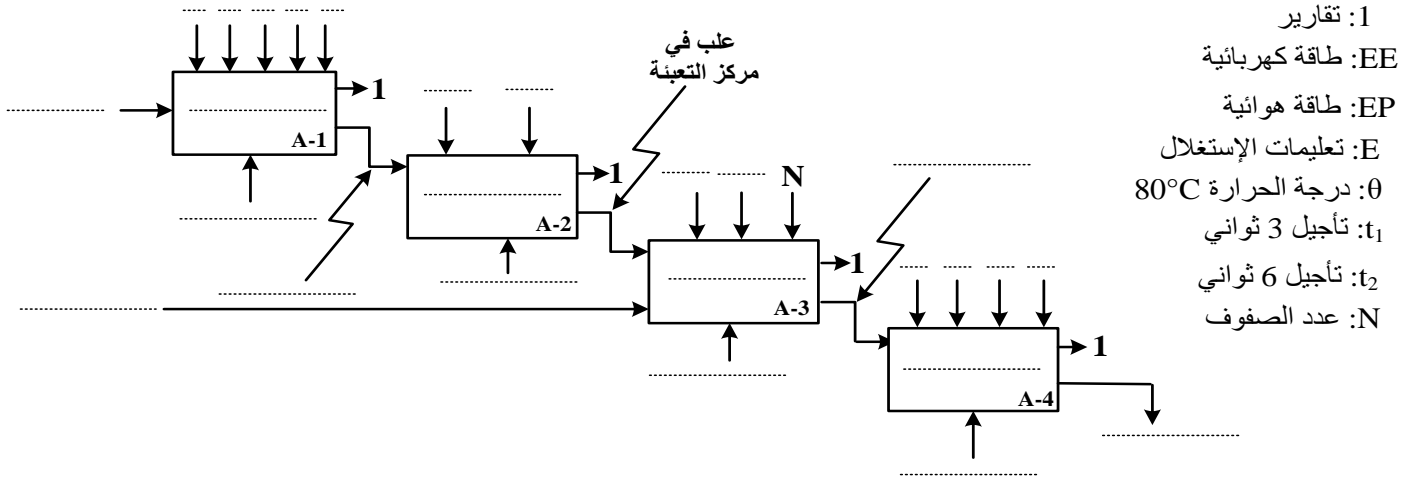 علب في
مركز التعبئة
1
A-1
1
A-2
N
1
A-3
1
A-4
1: تقارير
EE: طاقة كهربائية
EP: طاقة هوائية
E: تعليمات الإستغلال
θ: درجة الحرارة 80°C
t₁: تأجيل 3 ثواني
t₂: تأجيل 6 ثواني
N: عدد الصفوف